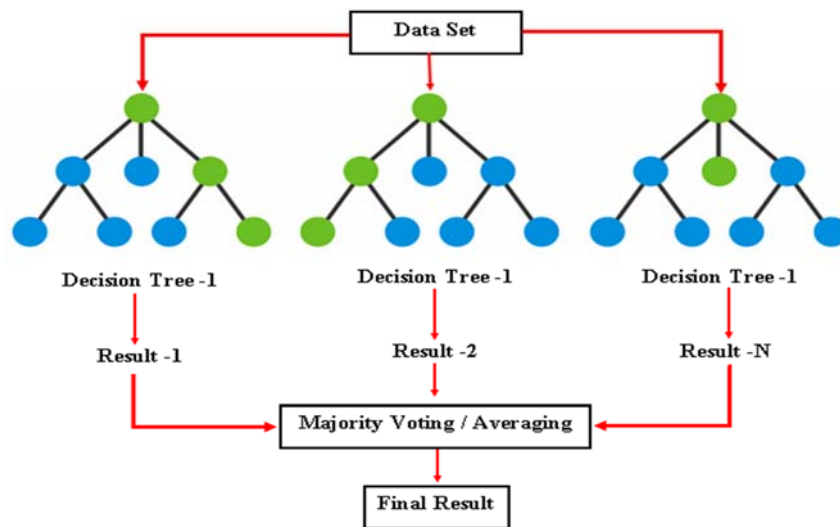 Data Set
Decision Tree -1
Decision Tree -1
Decision Tree -1
Result -1
Result -2
Result -N
Majority Voting / Averaging
Final Result